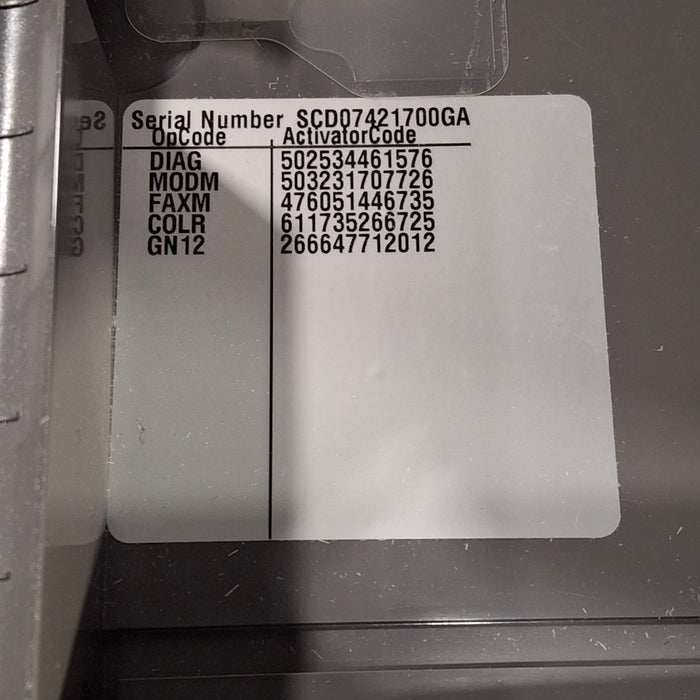 Serial Number SCD07421700GA
OpCode ActivatorCode
DIAG 502534461576
MODM 503231707726
FAXM 476051446735
COLR 611735266725
GN12 266647712012